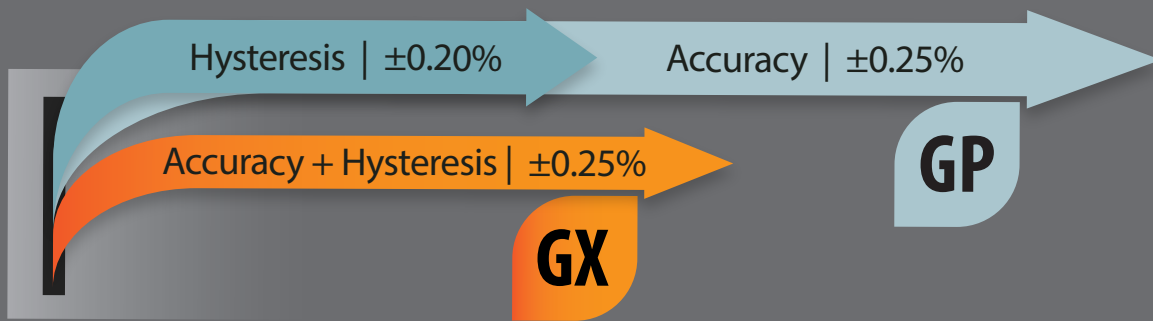 Hysteresis | ±0.20%
Accuracy | ±0.25%
Accuracy + Hysteresis | ±0.25%
GP
GX